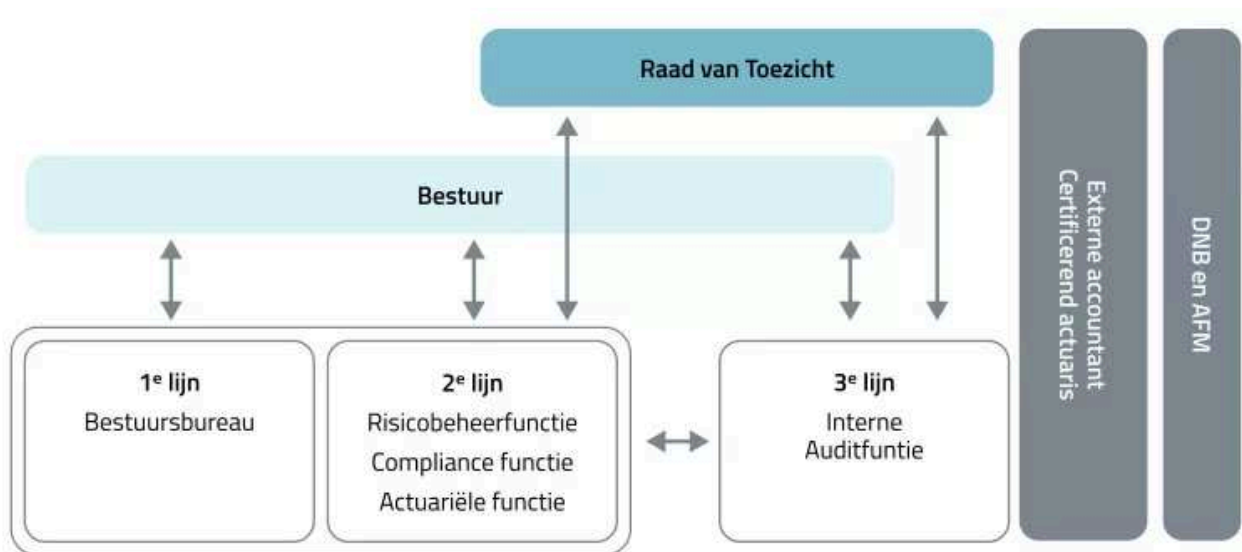 Raad van Toezicht
Bestuur
1e lijn
Bestuursbureau
2e lijn
Risicobeheerfunctie
Compliance functie
Actuariële functie
3e lijn
Interne
Auditfuntie
Externe accountant
Certificerend actuaris
DNB en AFM